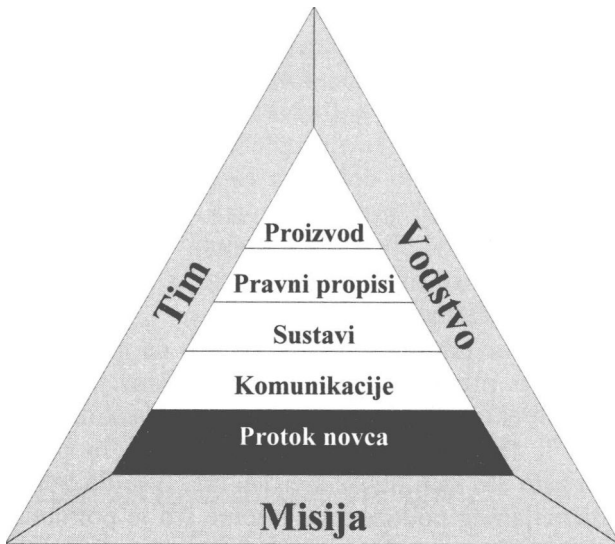 Proizvod
Pravni propisi
Sustavi
Komunikacije
Protok novca
Tim
Vodstvo
Misija